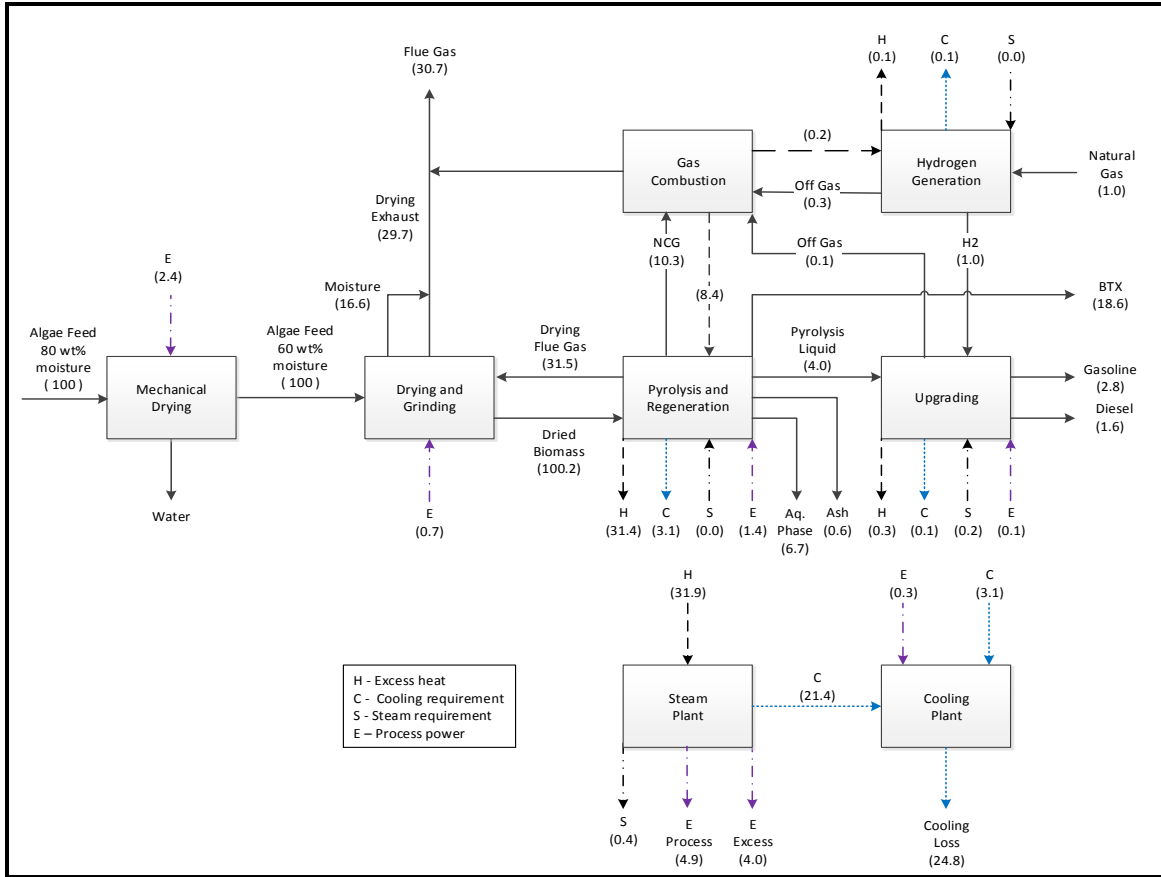 Flue Gas
(30.7)
H
(0.1)
C
(0.1)
S
(0.0)
Gas
Combustion
(0.2)
Hydrogen
Generation
Natural
Gas
(1.0)
Off Gas
(0.3)
Drying
Exhaust
(29.7)
NCG
(10.3)
Off Gas
(0.1)
H2
(1.0)
E
(2.4)
Moisture
(16.6)
(8.4)
BTX
(18.6)
Algae Feed
80 wt%
moisture
( 100 )
Mechanical
Drying
Algae Feed
60 wt%
moisture
( 100 )
Drying and
Grinding
Drying
Flue Gas
(31.5)
Dried
Biomass
(100.2)
Pyrolysis and
Regeneration
Pyrolysis
Liquid
(4.0)
Upgrading
Gasoline
(2.8)
Diesel
(1.6)
Water
E
(0.7)
H
(31.4)
C
(3.1)
S
(0.0)
E
(1.4)
Aq.
Phase
(6.7)
Ash
(0.6)
H
(0.3)
C
(0.1)
S
(0.2)
E
(0.1)
H
(31.9)
E
(0.3)
C
(3.1)
H - Excess heat
C - Cooling requirement
S - Steam requirement
E – Process power
Steam
Plant
C
(21.4)
Cooling
Plant
S
(0.4)
E
Process
(4.9)
E
Excess
(4.0)
Cooling
Loss
(24.8)